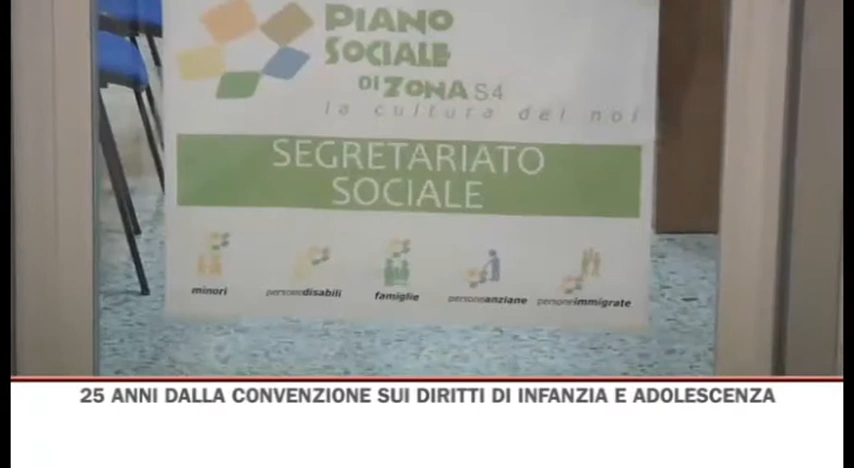 PIANO
SOCIALE
DI ZONA S4
la cultura del noi
SEGRETARIATO
SOCIALE
minori
personedisabili
famiglie
personeanziane
personeimmigrate
25 ANNI DALLA CONVENZIONE SUI DIRITTI DI INFANZIA E ADOLESCENZA